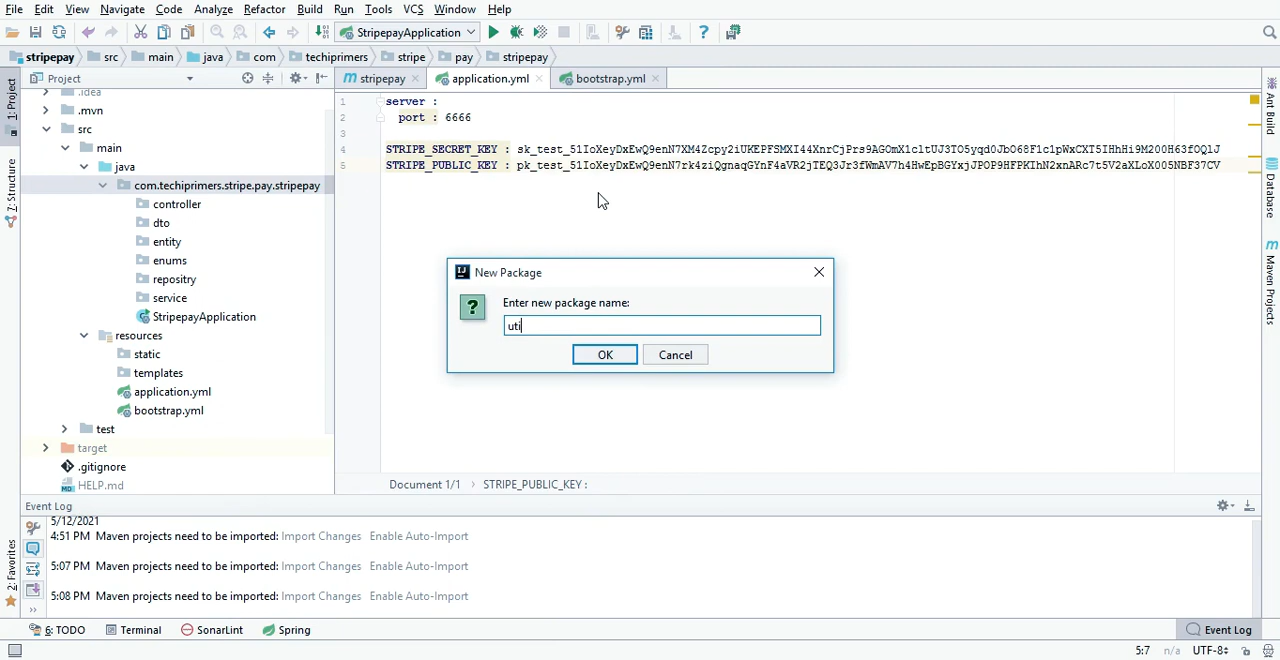 File Edit View Navigate Code Analyze Refactor Build Run Tools VCS Window Help
StripepayApplication
stripepay src main java com techiprimers stripe pay stripepay
Project
stripepay application.yml bootstrap.yml
1: Project
Z: Structure
2: Favorites
.idea
.mvn
src
main
java
com.techiprimers.stripe.pay.stripepay
controller
dto
entity
enums
repositry
service
StripepayApplication
resources
static
templates
application.yml
bootstrap.yml
test
target
.gitignore
HELP.md
1 server :
2 port : 6666
3
4 STRIPE_SECRET_KEY :
5 STRIPE_PUBLIC_KEY :
New Package
Enter new package name:
uti
OK Cancel
Document 1/1 STRIPE_PUBLIC_KEY :
Ant Build
Database
Maven Projects
Event Log
5/12/2021
4:51 PM Maven projects need to be imported: Import Changes Enable Auto-Import
5:07 PM Maven projects need to be imported: Import Changes Enable Auto-Import
5:08 PM Maven projects need to be imported: Import Changes Enable Auto-Import
6: TODO Terminal SonarLint Spring Event Log
5:7 n/a UTF-8